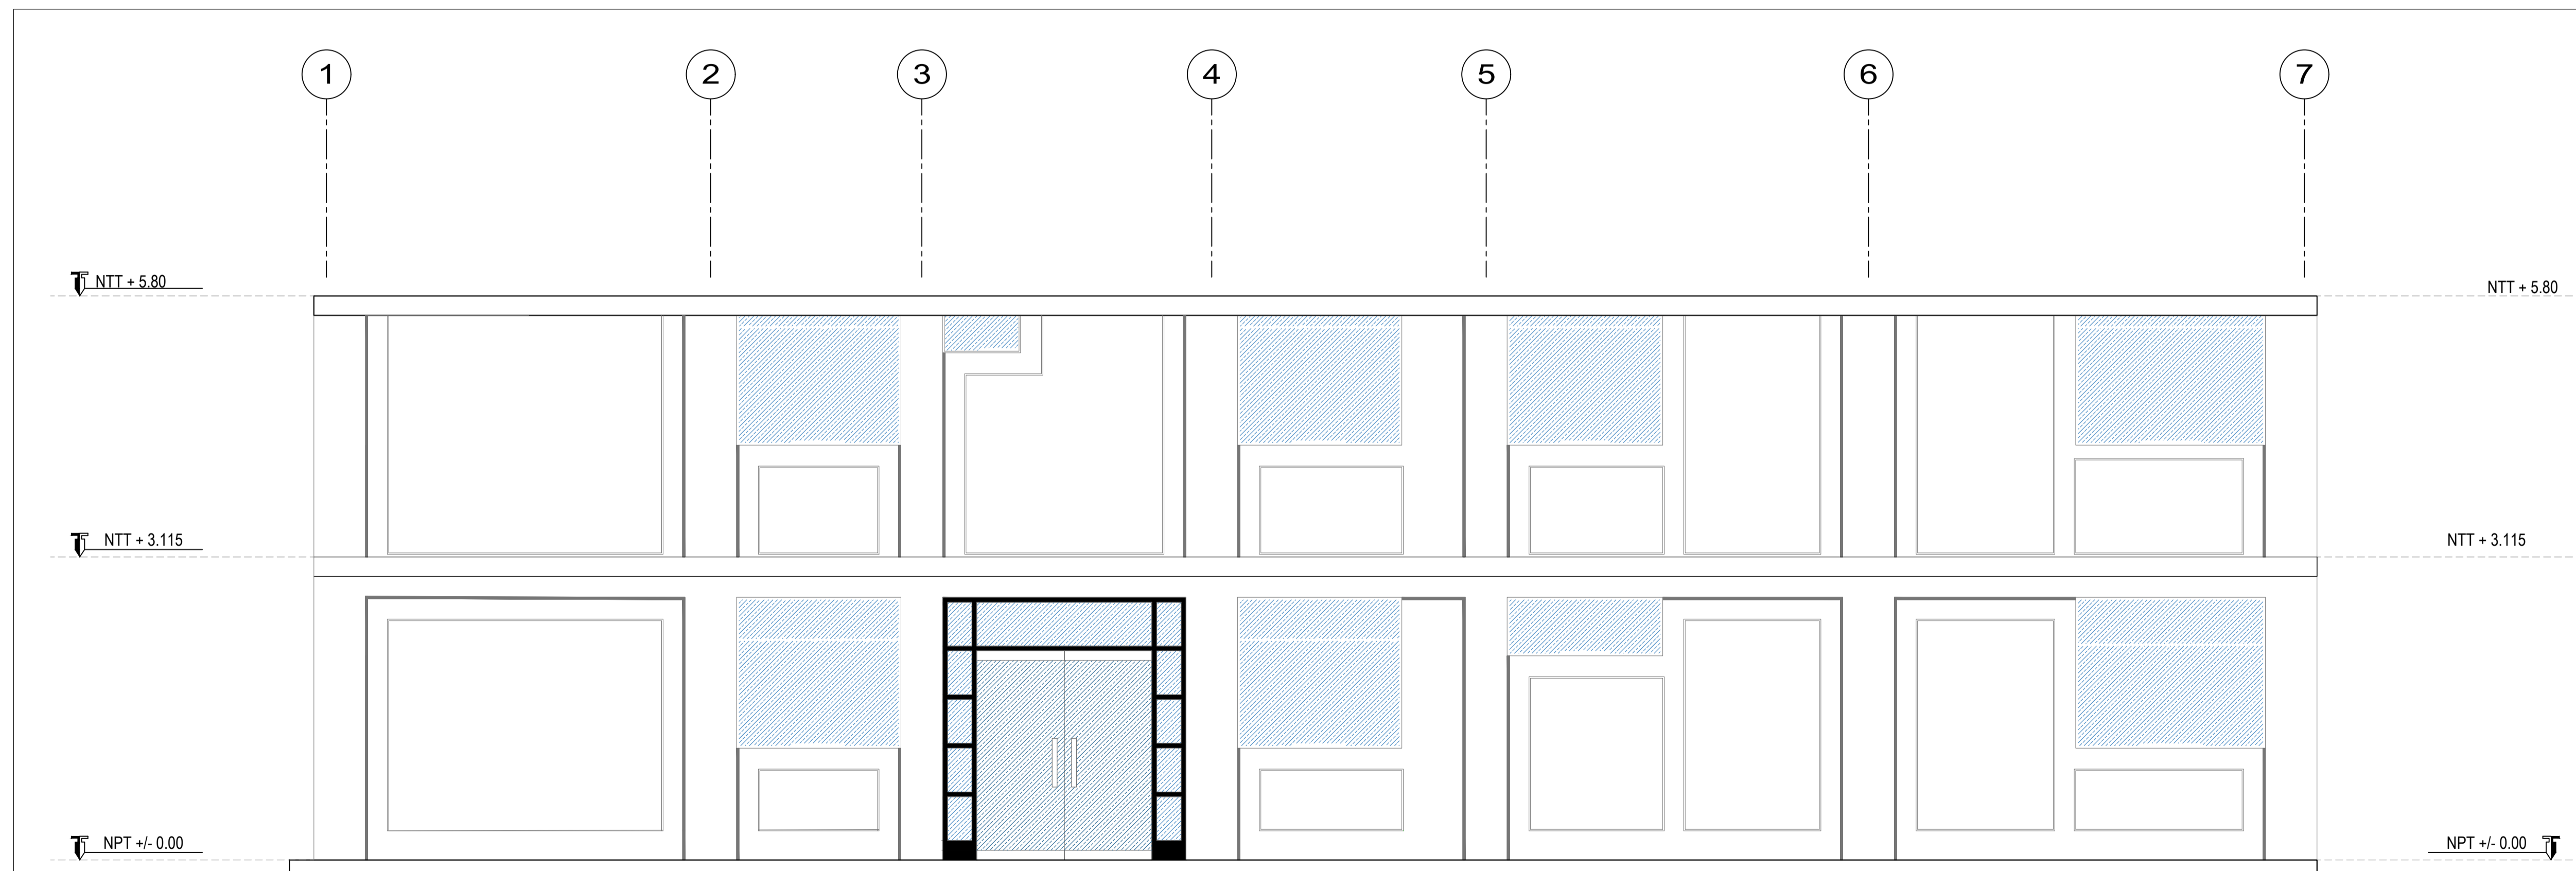 1 2 3 4 5 6 7
NTT + 5.80 NTT + 5.80
NTT + 3.115 NTT + 3.115
NPT +/- 0.00 NPT +/- 0.00